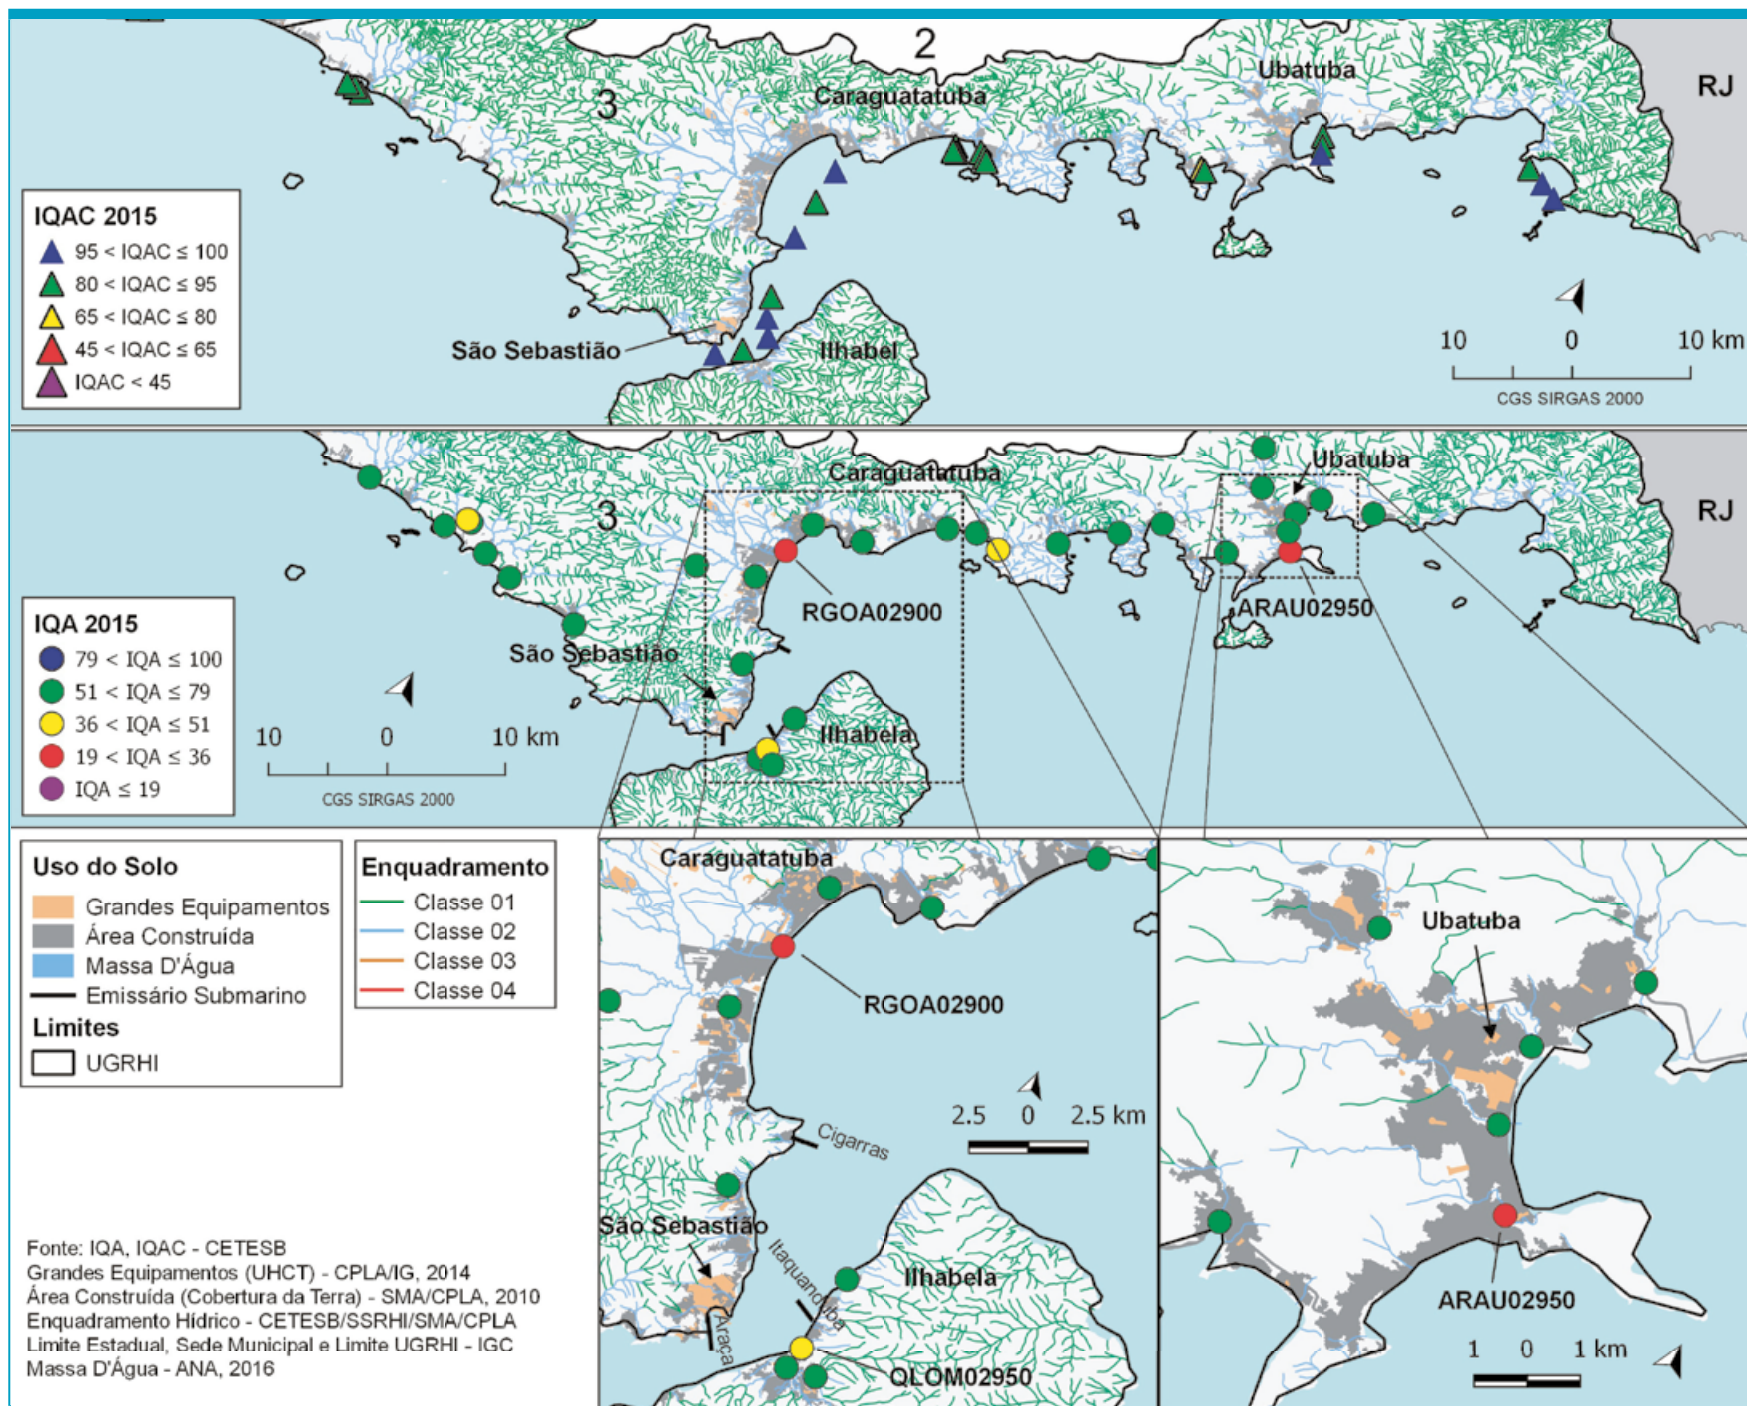 2
Ubatuba
RJ
3
Caraguatatuba
IQAC 2015
95 < IQAC ≤ 100
80 < IQAC ≤ 95
65 < IQAC ≤ 80
45 < IQAC ≤ 65
IQAC < 45
São Sebastião
Ilhabel
10 0 10 km
CGS SIRGAS 2000
Caraguatatuba
Ubatuba
3
RJ
RGOA02900
ARAU02950
IQA 2015
79 < IQA ≤ 100
51 < IQA ≤ 79
36 < IQA ≤ 51
19 < IQA ≤ 36
IQA ≤ 19
São Sebastião
Ilhabela
10 0 10 km
CGS SIRGAS 2000
Uso do Solo
Grandes Equipamentos
Área Construída
Massa D'Água
Emissário Submarino
Limites
UGRHI
Enquadramento
Classe 01
Classe 02
Classe 03
Classe 04
Caraguatatuba
RGOA02900
2.5 0 2.5 km
Cigarras
São Sebastião
Itaquanduba
Ilhabela
Araçá
QLOM02950
Ubatuba
ARAU02950
1 0 1 km
Fonte: IQA, IQAC - CETESB
Grandes Equipamentos (UHCT) - CPLA/IG, 2014
Área Construída (Cobertura da Terra) - SMA/CPLA, 2010
Enquadramento Hídrico - CETESB/SSRHI/SMA/CPLA
Limite Estadual, Sede Municipal e Limite UGRHI - IGC
Massa D'Água - ANA, 2016